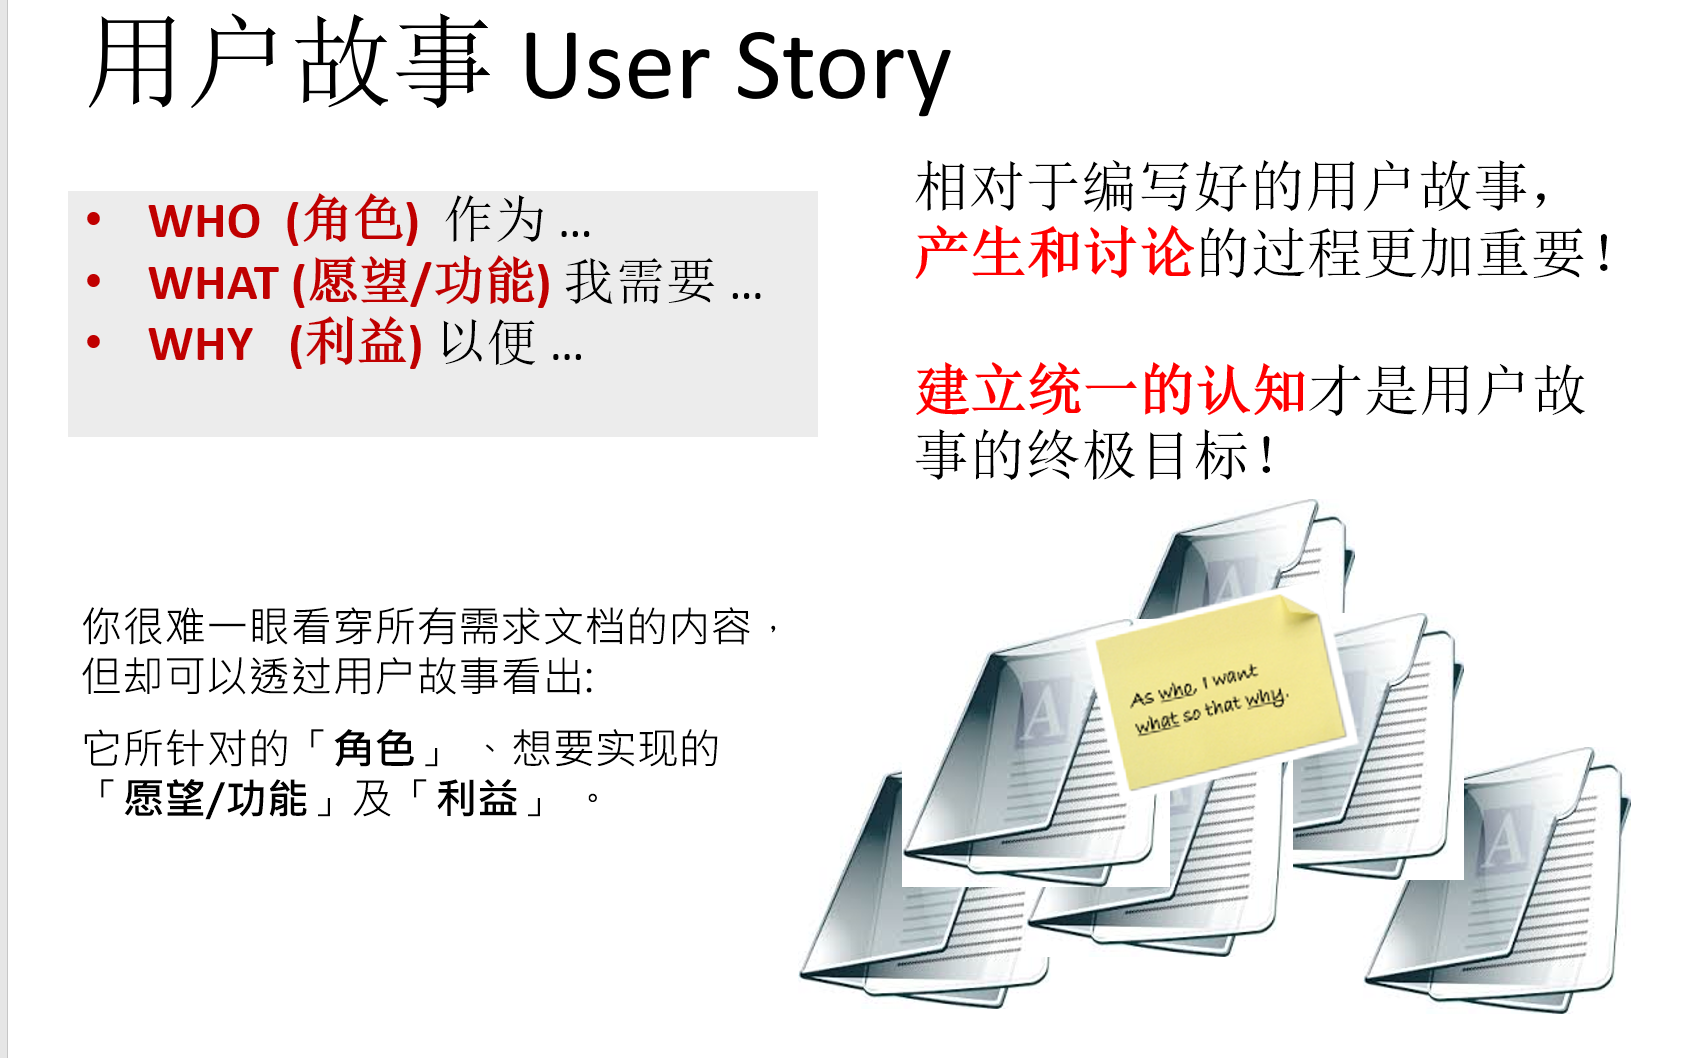 用户故事 User Story
• WHO (角色) 作为 ...
• WHAT (愿望/功能) 我需要 ...
• WHY (利益) 以便 ...
相对于编写好的用户故事，
产生和讨论的过程更加重要！
建立统一的认知才是用户故
事的终极目标！
你很难一眼看穿所有需求文档的内容，
但却可以透过用户故事看出:
它所针对的「角色」、想要实现的
「愿望/功能」及「利益」。
A
As who, I want
what so that why.
A
A
A